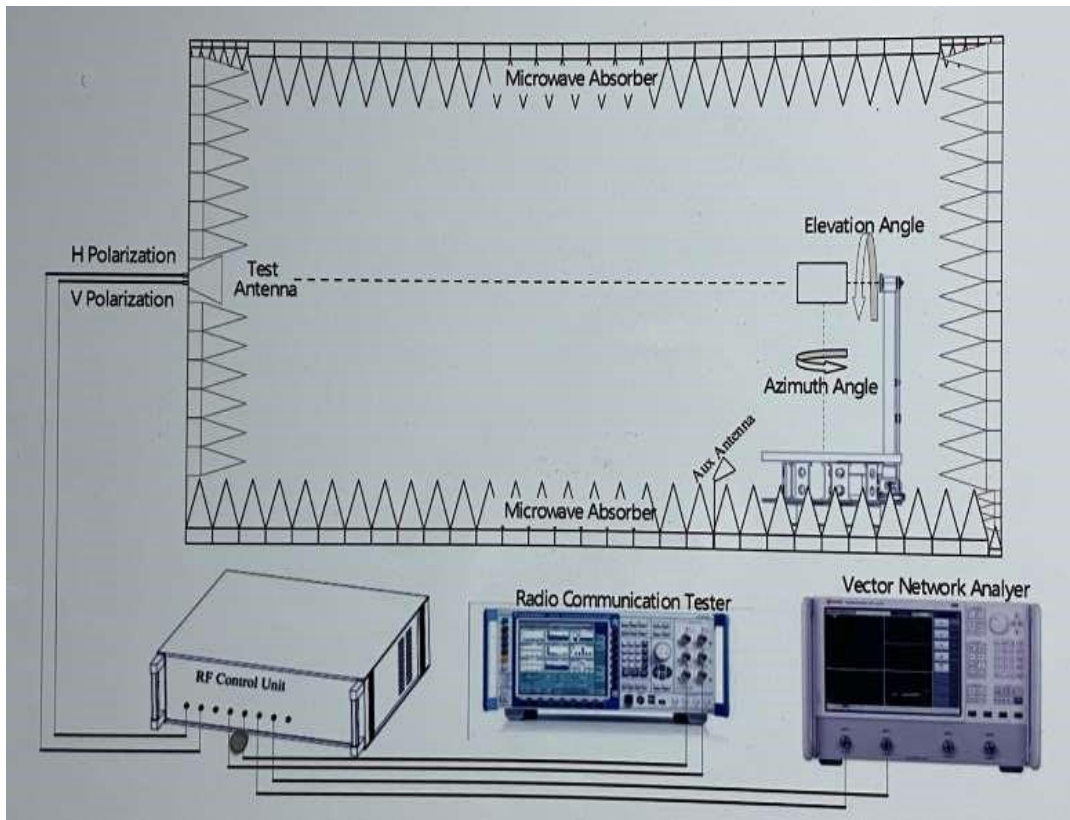 Microwave Absorber
Elevation Angle
H Polarization
Test
Antenna
V Polarization
Azimuth Angle
Aux Antenna
Microwave Absorber
Vector Network Analyer
Radio Communication Tester
RF Control Unit